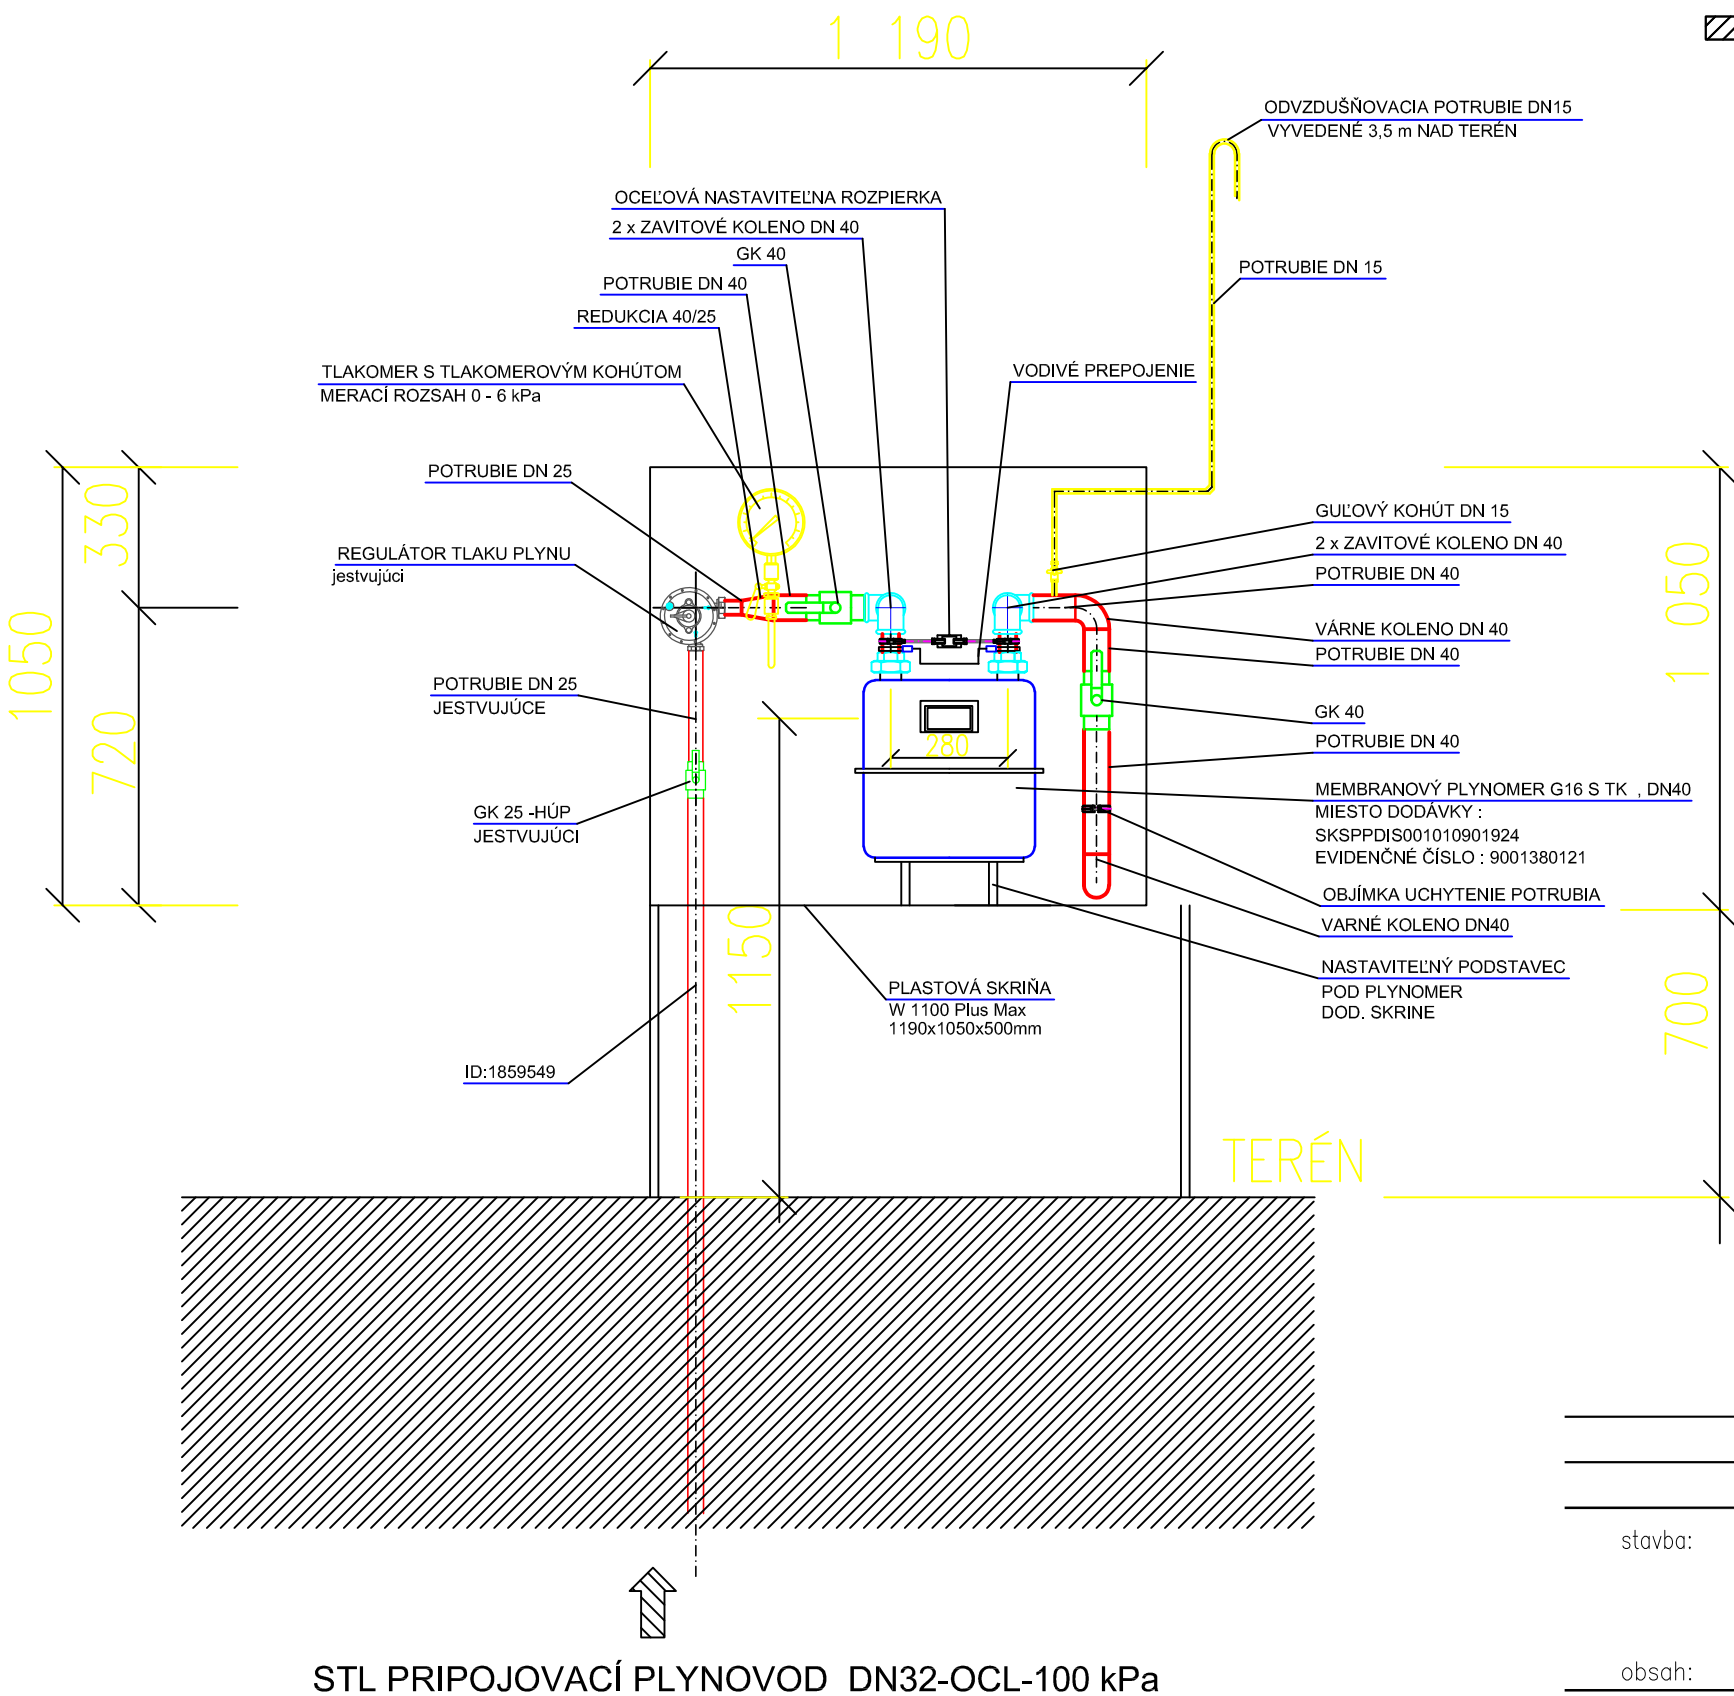 1 190
ODVZDUŠŇOVACIA POTRUBIE DN15
VYVEDENÉ 3,5 m NAD TERÉN
OCEĽOVÁ NASTAVITEĽNA ROZPIERKA
2 x ZAVITOVÉ KOLENO DN 40
GK 40
POTRUBIE DN 40
REDUKCIA 40/25
TLAKOMER S TLAKOMEROVÝM KOHÚTOM
MERACÍ ROZSAH 0 - 6 kPa
POTRUBIE DN 15
VODIVÉ PREPOJENIE
POTRUBIE DN 25
REGULÁTOR TLAKU PLYNU
jestvujúci
330
1050
720
POTRUBIE DN 25
JESTVUJÚCE
GK 25 -HÚP
JESTVUJÚCI
280
1150
GUĽOVÝ KOHÚT DN 15
2 x ZAVITOVÉ KOLENO DN 40
POTRUBIE DN 40
VÁRNE KOLENO DN 40
POTRUBIE DN 40
GK 40
POTRUBIE DN 40
MEMBRANOVÝ PLYNOMER G16 S TK , DN40
MIESTO DODÁVKY :
SKSPPDIS001010901924
EVIDENČNÉ ČÍSLO : 9001380121
OBJÍMKA UCHYTENIE POTRUBIA
VARNÉ KOLENO DN40
NASTAVITEĽNÝ PODSTAVEC
POD PLYNOMER
DOD. SKRINE
1 050
700
PLASTOVÁ SKRIŇA
W 1100 Plus Max
1190x1050x500mm
ID:1859549
TERÉN
stavba:
obsah:
STL PRIPOJOVACÍ PLYNOVOD DN32-OCL-100 kPa